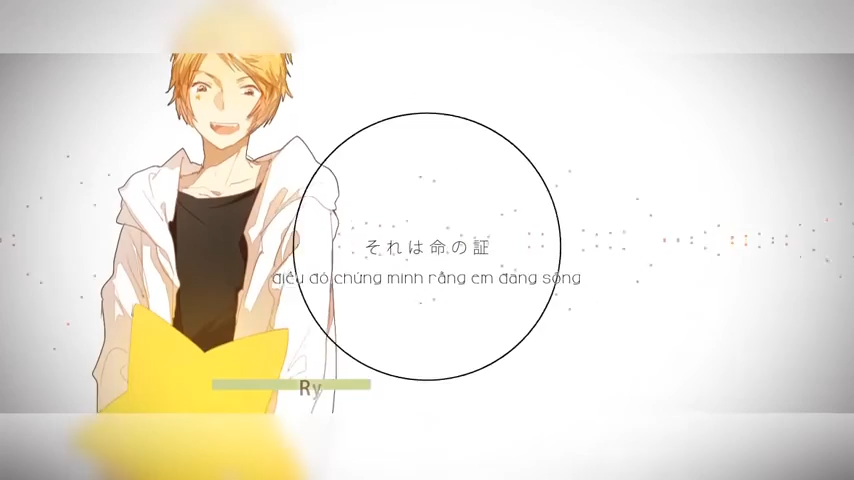 それは命の証
điều đó chứng minh rằng em đang sống
Ry